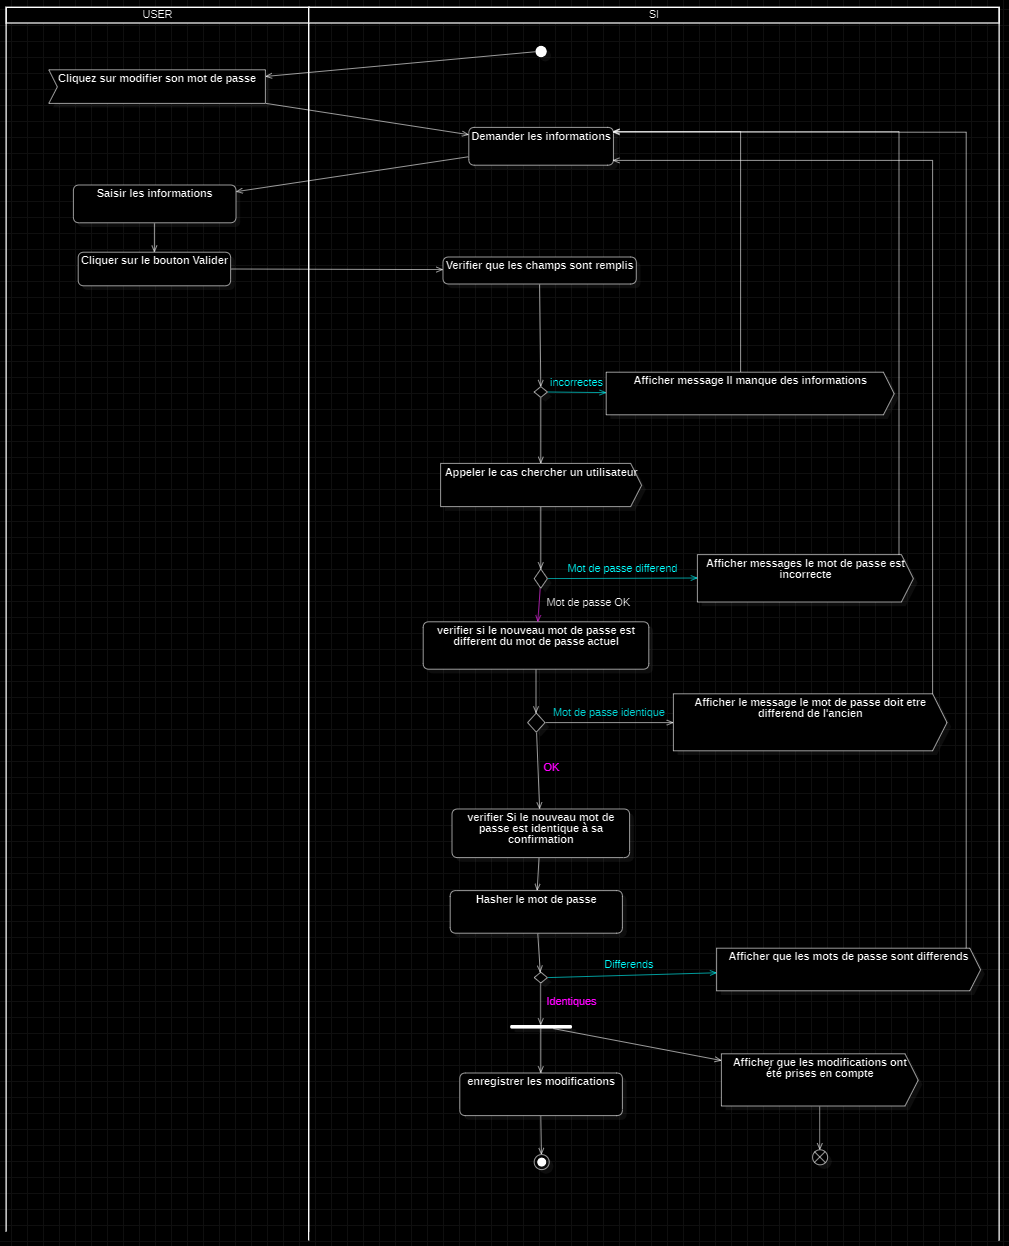 USER
SI
Cliquez sur modifier son mot de passe
Demander les informations
Saisir les informations
Cliquer sur le bouton Valider
Verifier que les champs sont remplis
incorrectes
Afficher message Il manque des informations
Appeler le cas chercher un utilisateur
Mot de passe differend
Afficher messages le mot de passe est
incorrecte
Mot de passe OK
verifier si le nouveau mot de passe est
different du mot de passe actuel
Mot de passe identique
Afficher le message le mot de passe doit etre
differend de l'ancien
OK
verifier Si le nouveau mot de
passe est identique à sa
confirmation
Hasher le mot de passe
Differends
Afficher que les mots de passe sont differends
Identiques
Afficher que les modifications ont
été prises en compte
enregistrer les modifications